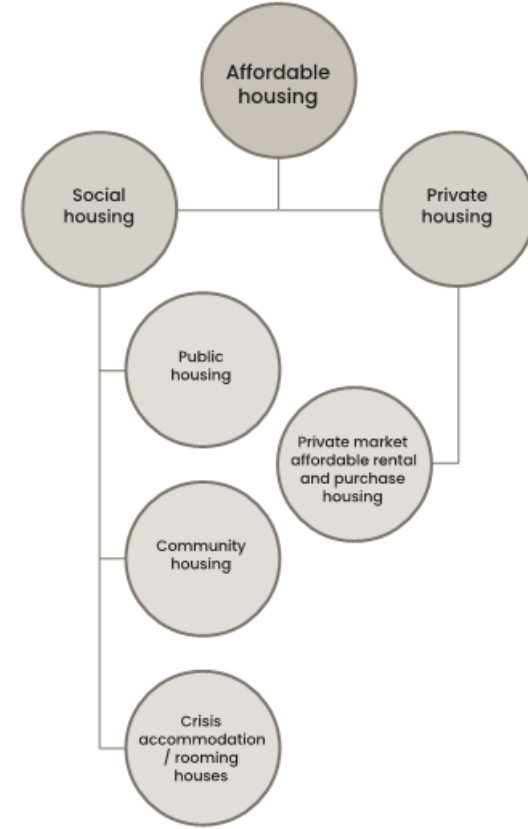 Affordable
housing
Social
housing
Private
housing
Public
housing
Private market
affordable rental
and purchase
housing
Community
housing
Crisis
accommodation
/ rooming
houses